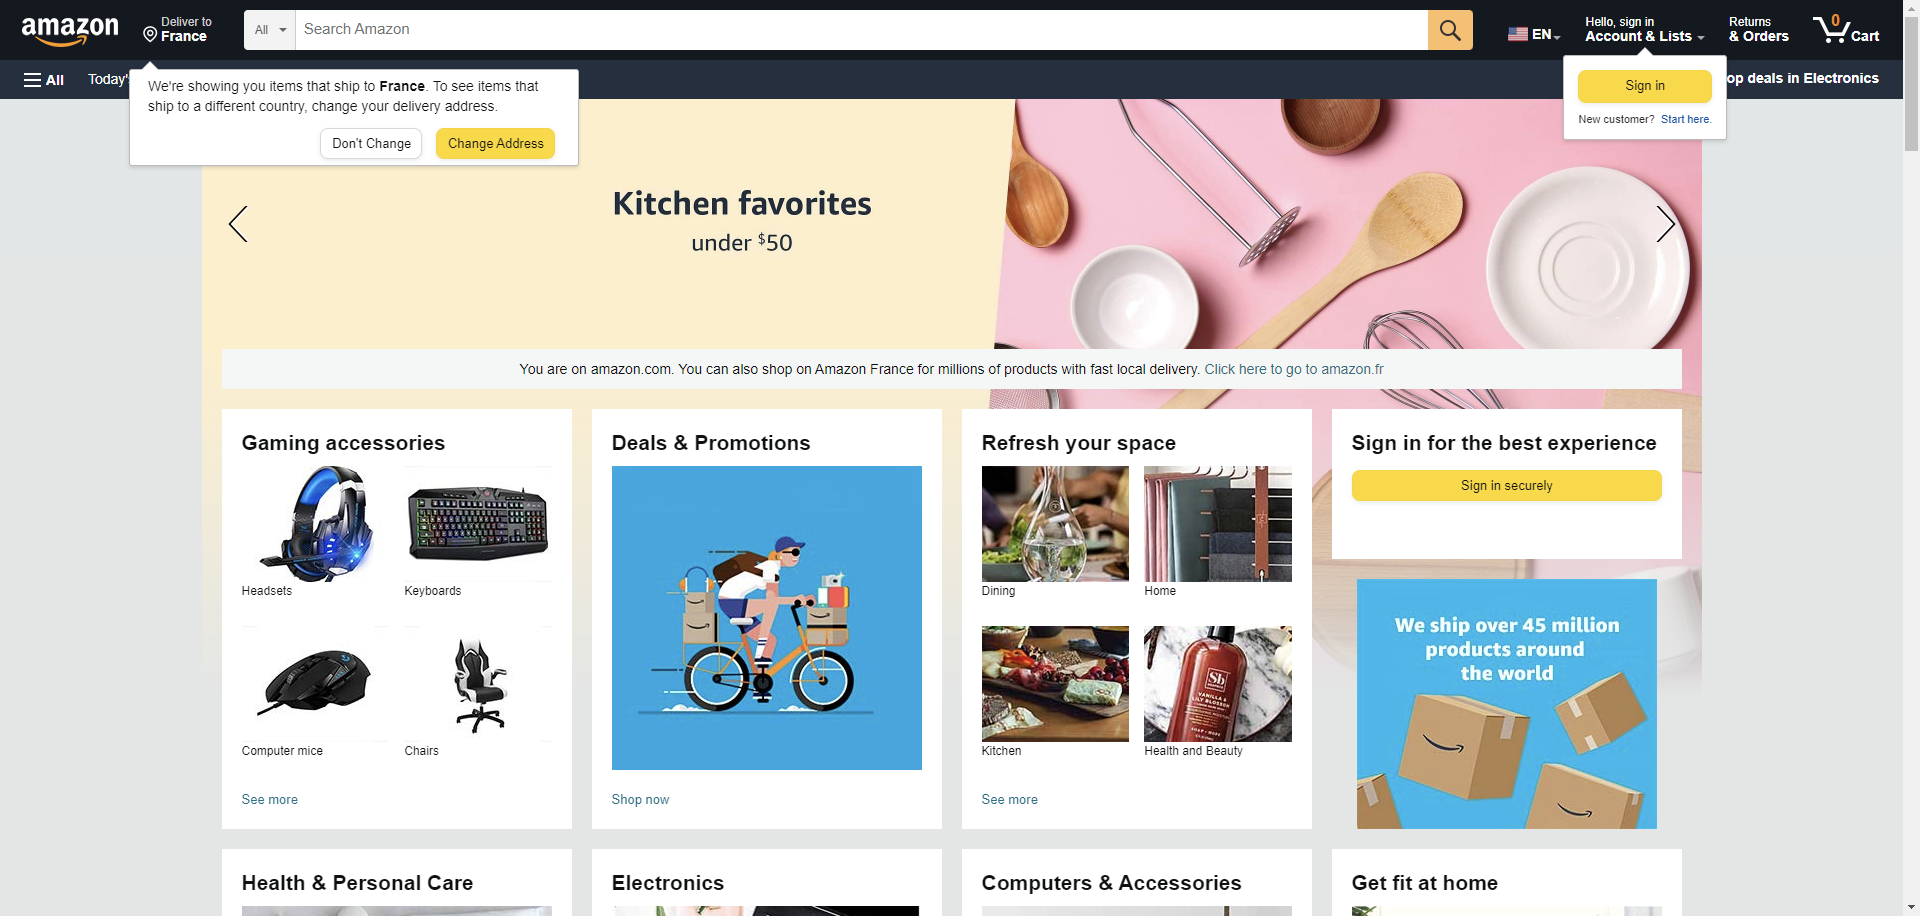 amazon
Deliver to
France
All
Search Amazon
EN
Hello, sign in
Account & Lists
Returns
& Orders
0
Cart
All
Today'
op deals in Electronics
We're showing you items that ship to France. To see items that
ship to a different country, change your delivery address.
Don't Change
Change Address
Sign in
New customer? Start here.
Kitchen favorites
under $50
You are on amazon.com. You can also shop on Amazon France for millions of products with fast local delivery. Click here to go to amazon.fr
Gaming accessories
Headsets
Keyboards
Computer mice
Chairs
See more
Deals & Promotions
Shop now
Refresh your space
Dining
Home
Kitchen
Sb
VANILLA &
LILY BLOSSOM
Health and Beauty
See more
Sign in for the best experience
Sign in securely
We ship over 45 million
products around
the world
Health & Personal Care
Electronics
Computers & Accessories
Get fit at home